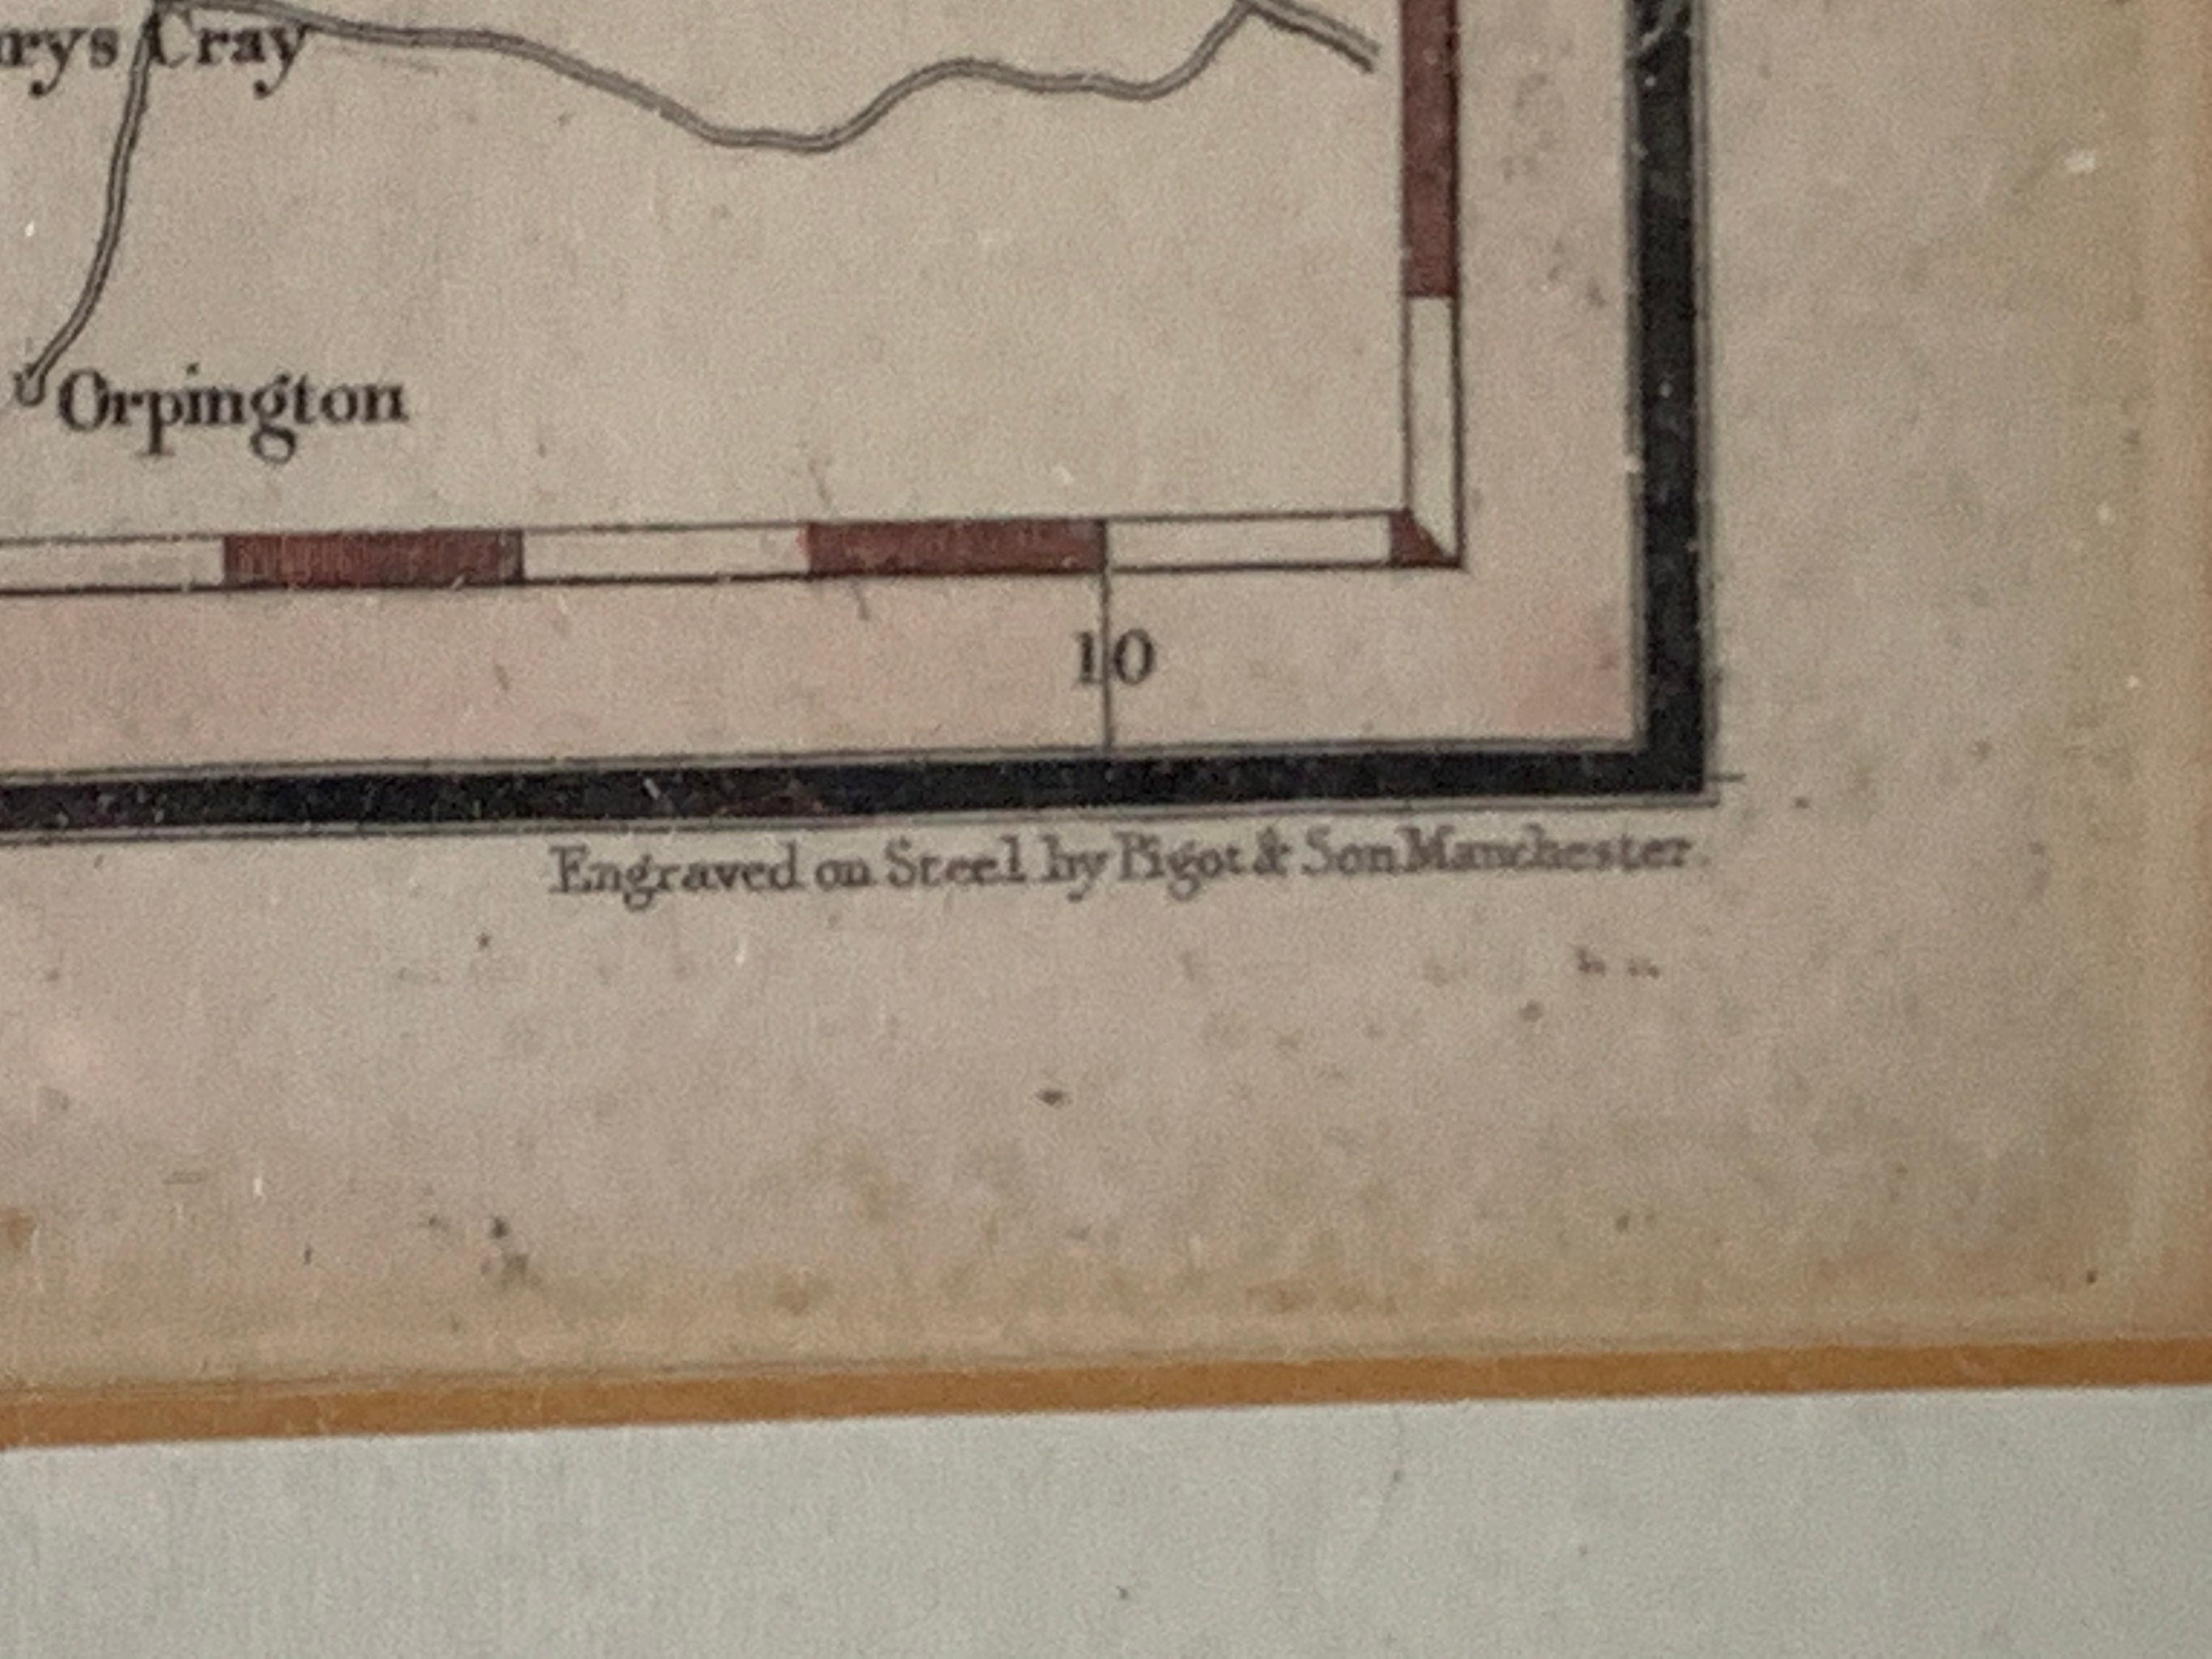 rys Cray
Orpington
10
Engraved on Steel by Pigot & Son Manchester.